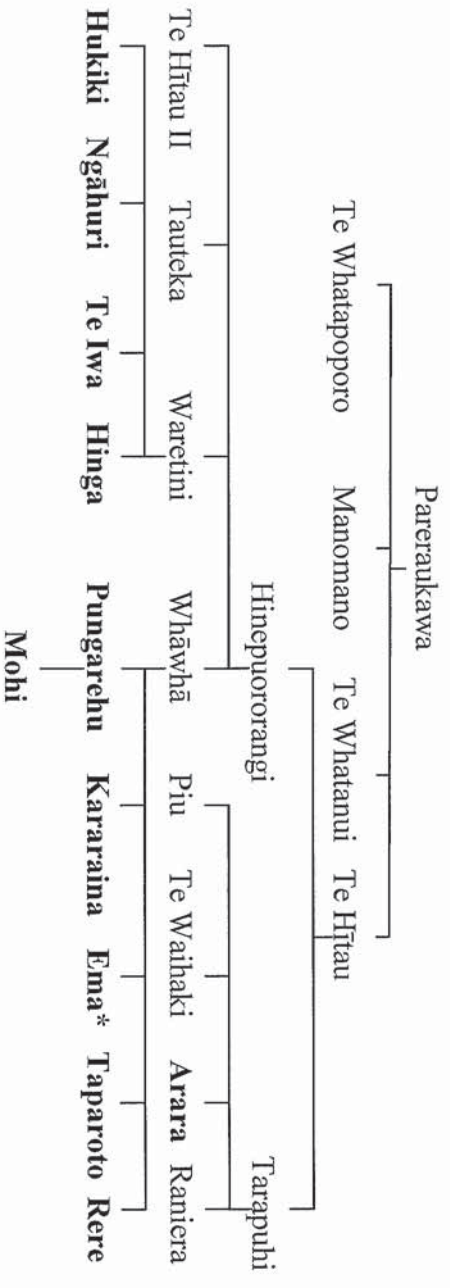 Pareraukawa
Te Whatapoporo Manomano Te Whatanui Te Hītau
Hinepuororangi Tarapuhi
Te Hītau II Tauteka Waretini Whāwhā Piu Te Waihaki Arara Raniera
Hukiki Ngāhuri Te Iwa Hinga Pungarehu Kararaina Ema* Taparoto Rere
Mohi